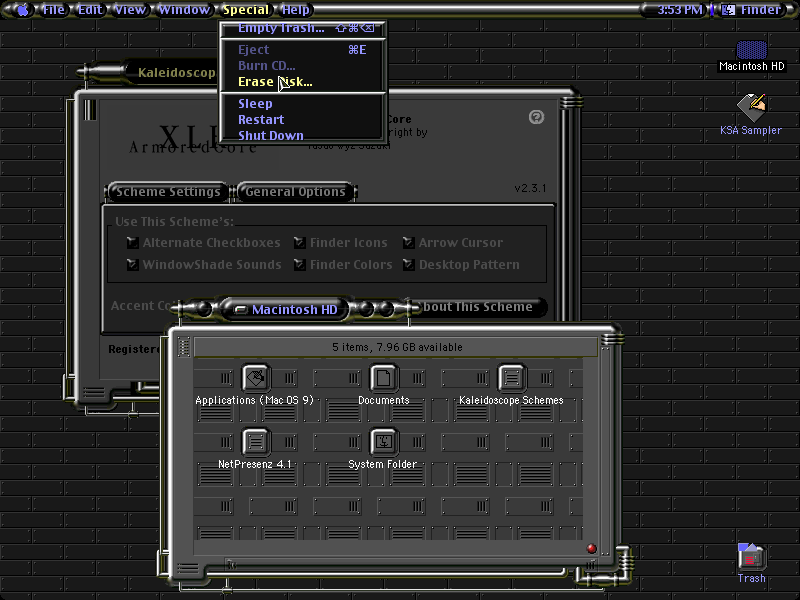 File Edit View Window Special Help 3:53 PM Finder
Empty Trash... ⇧⌘⌫
Eject ⌘E
Burn CD...
Erase Disk...
Sleep
Restart
Shut Down
Macintosh HD
KSA Sampler
Kaleidoscop
Core
right by
ArmoredCore
v2.3.1
Scheme Settings General Options
Use This Scheme's:
Alternate Checkboxes Finder Icons Arrow Cursor
WindowShade Sounds Finder Colors Desktop Pattern
Accent Co
bout This Scheme
Registere
Macintosh HD
5 items, 7.96 GB available
Applications (Mac OS 9) Documents Kaleidoscope Schemes
NetPresenz 4.1 System Folder
Trash